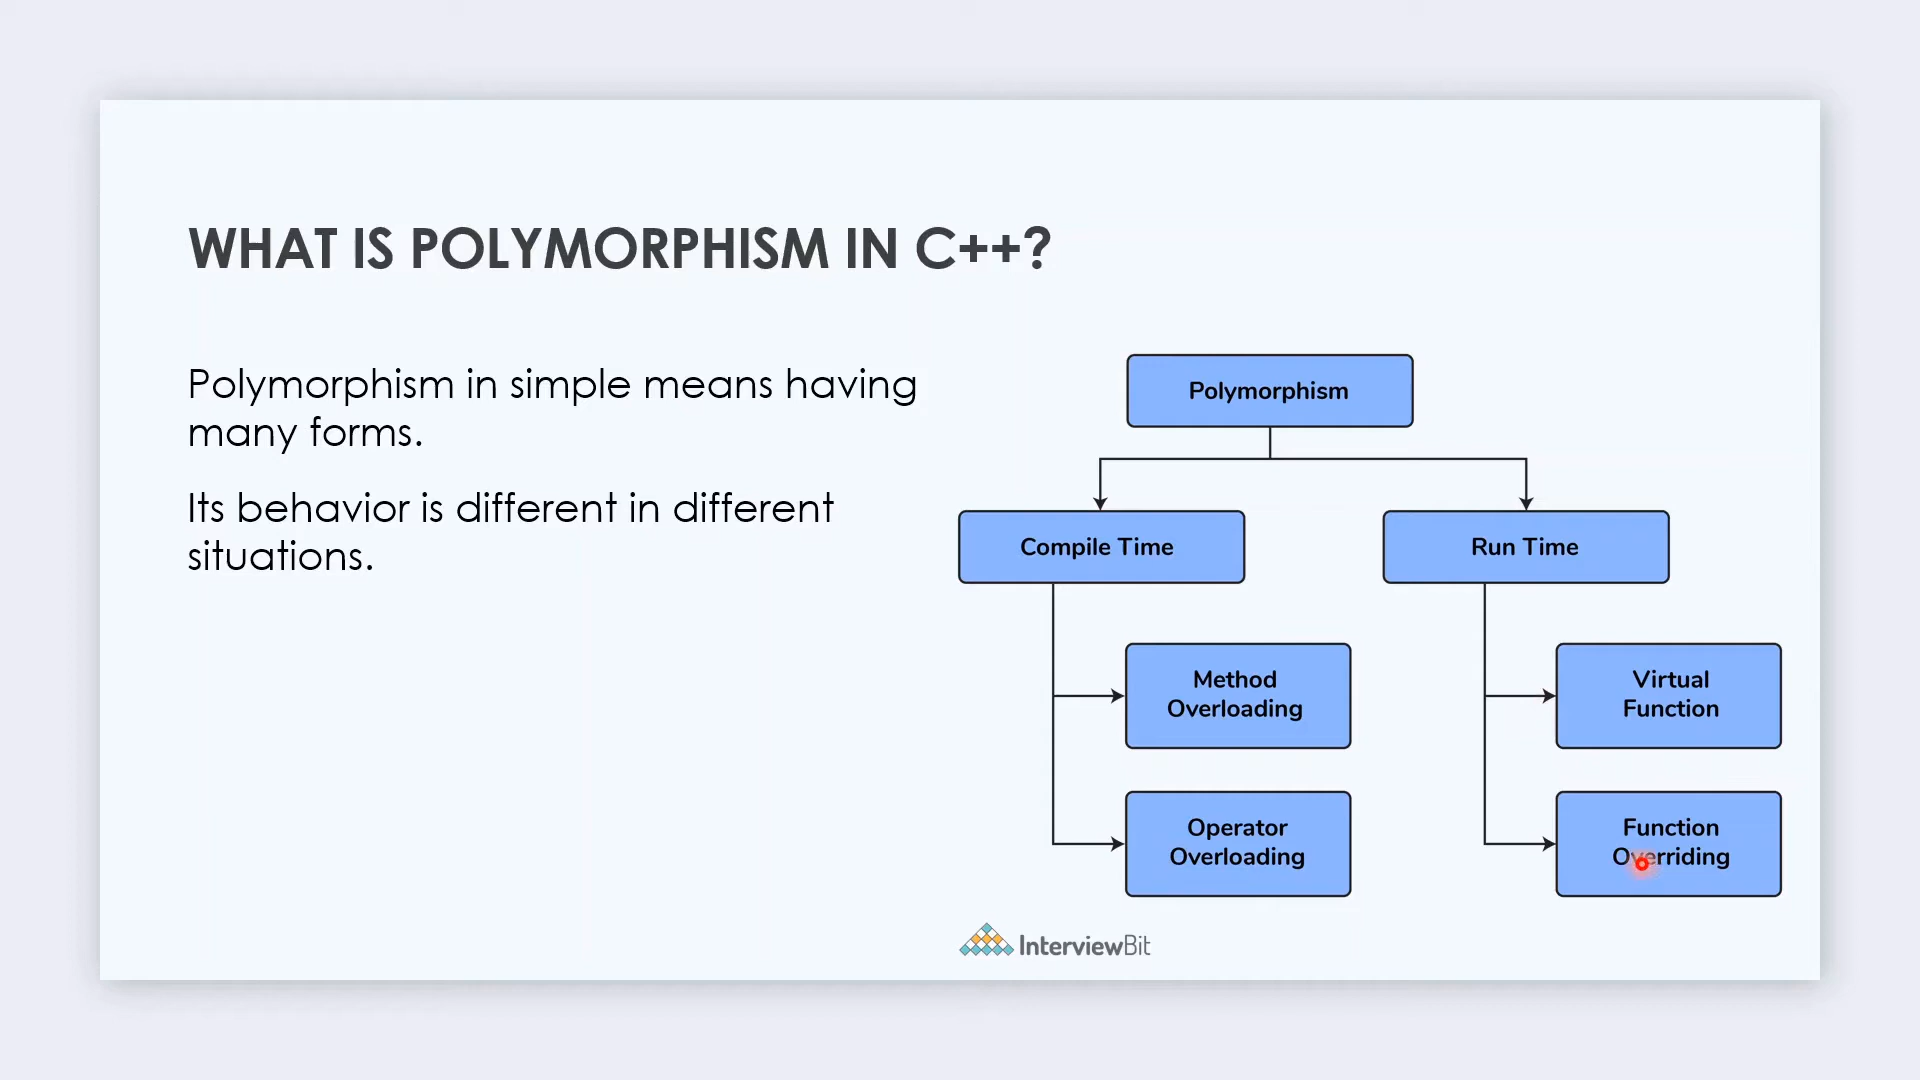 WHAT IS POLYMORPHISM IN C++?
Polymorphism in simple means having
many forms.
Its behavior is different in different
situations.
Polymorphism
Compile Time
Run Time
Method
Overloading
Virtual
Function
Operator
Overloading
Function
Overriding
InterviewBit